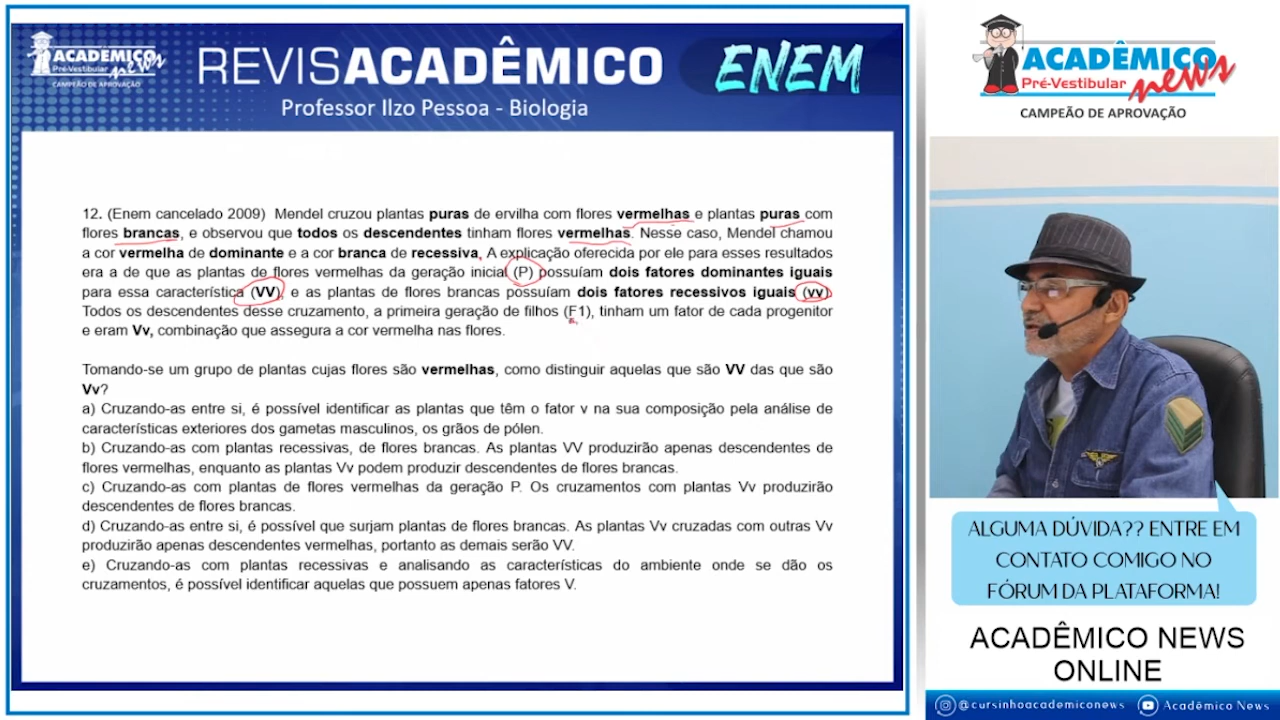 ACADÊMICO
Pré-Vestibular news
CAMPEÃO DE APROVAÇÃO
REVISACADÊMICO
ENEM
Professor Ilzo Pessoa - Biologia
12. (Enem cancelado 2009) Mendel cruzou plantas puras de ervilha com flores vermelhas e plantas puras com
flores brancas, e observou que todos os descendentes tinham flores vermelhas. Nesse caso, Mendel chamou
a cor vermelha de dominante e a cor branca de recessiva. A explicação oferecida por ele para esses resultados
era a de que as plantas de flores vermelhas da geração inicial (P) possuíam dois fatores dominantes iguais
para essa característica (VV), e as plantas de flores brancas possuíam dois fatores recessivos iguais (vv).
Todos os descendentes desse cruzamento, a primeira geração de filhos (F1), tinham um fator de cada progenitor
e eram Vv, combinação que assegura a cor vermelha nas flores.
Tomando-se um grupo de plantas cujas flores são vermelhas, como distinguir aquelas que são VV das que são
Vv?
a) Cruzando-as entre si, é possível identificar as plantas que têm o fator v na sua composição pela análise de
características exteriores dos gametas masculinos, os grãos de pólen.
b) Cruzando-as com plantas recessivas, de flores brancas. As plantas VV produzirão apenas descendentes de
flores vermelhas, enquanto as plantas Vv podem produzir descendentes de flores brancas.
c) Cruzando-as com plantas de flores vermelhas da geração P. Os cruzamentos com plantas Vv produzirão
descendentes de flores brancas.
d) Cruzando-as entre si, é possível que surjam plantas de flores brancas. As plantas Vv cruzadas com outras Vv
produzirão apenas descendentes vermelhas, portanto as demais serão VV.
e) Cruzando-as com plantas recessivas e analisando as características do ambiente onde se dão os
cruzamentos, é possível identificar aquelas que possuem apenas fatores V.
ACADÊMICO
Pré-Vestibular news
CAMPEÃO DE APROVAÇÃO
ALGUMA DÚVIDA?? ENTRE EM
CONTATO COMIGO NO
FÓRUM DA PLATAFORMA!
ACADÊMICO NEWS
ONLINE
@cursinhoacademiconews Acadêmico News